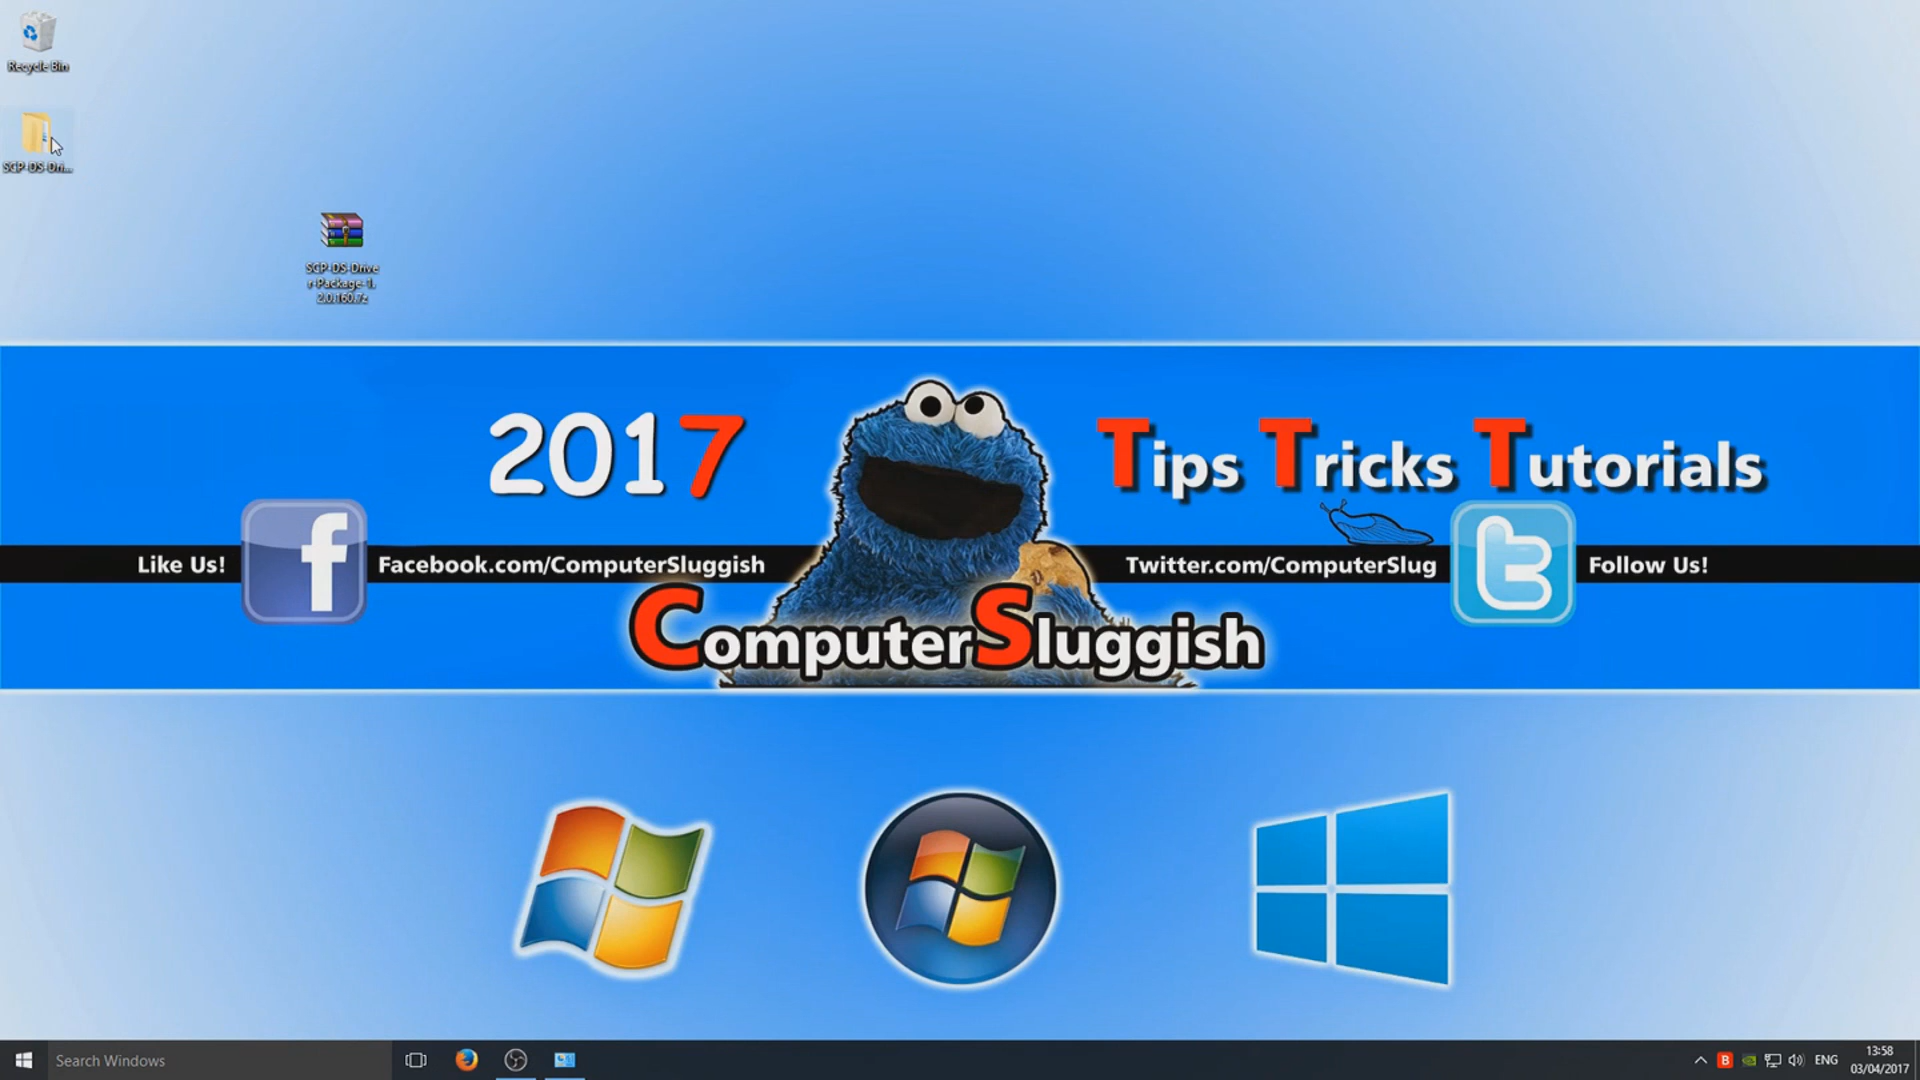 Recycle Bin
SCP-DS-Dri...
SCP-DS-Drive
r-Package-1.
2.0.160.7z
2017
Tips Tricks Tutorials
Like Us!
f
Facebook.com/ComputerSluggish
Twitter.com/ComputerSlug
t
Follow Us!
ComputerSluggish
Search Windows
B
ENG
13:58
03/04/2017